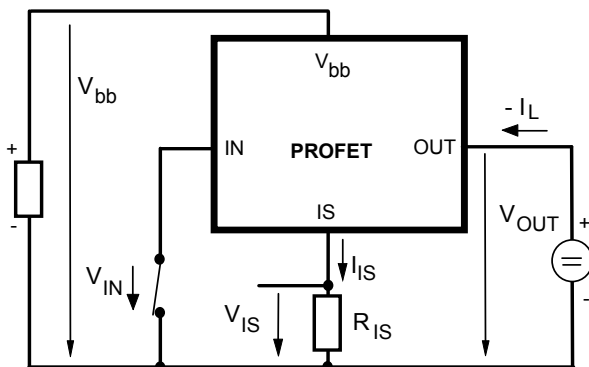 V_bb
V_bb
- I_L
IN
PROFET
OUT
+
IS
V_OUT
+
-
V_IN
I_IS
V_IS
R_IS
-